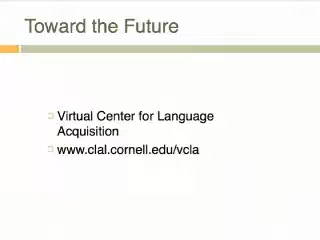 Toward the Future
Virtual Center for Language
Acquisition
www.clal.cornell.edu/vcla